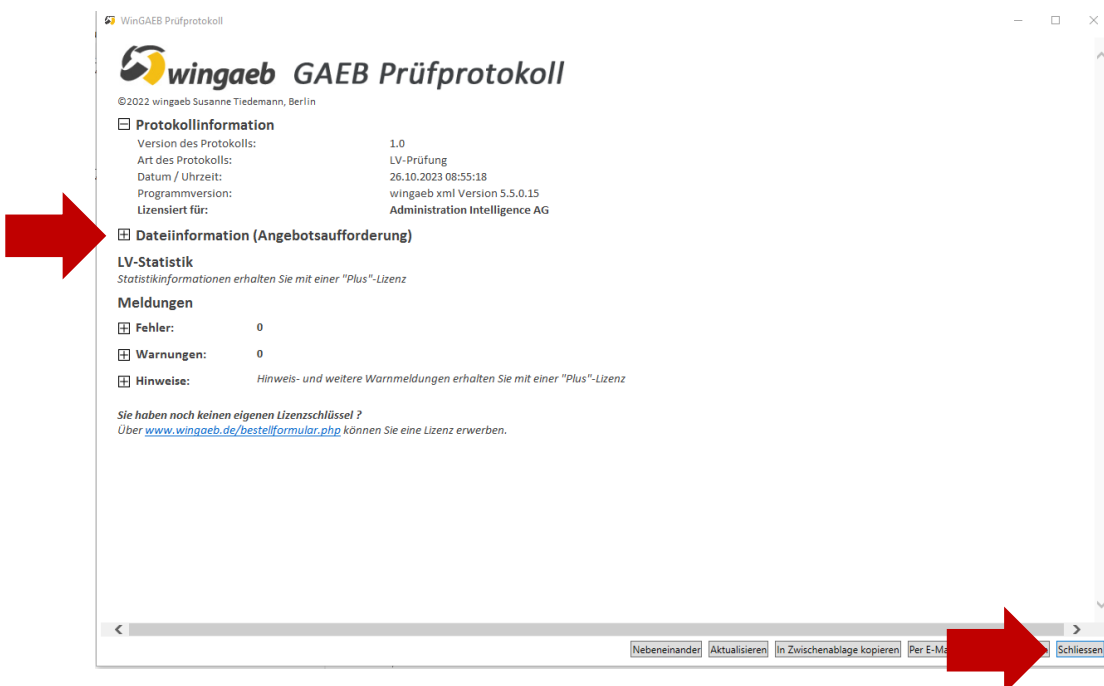 WinGAEB Prüfprotokoll
wingaeb GAEB Prüfprotokoll
©2022 wingaeb Susanne Tiedemann, Berlin
Protokollinformation
Version des Protokolls: 1.0
Art des Protokolls: LV-Prüfung
Datum / Uhrzeit: 26.10.2023 08:55:18
Programmversion: wingaeb xml Version 5.5.0.15
Lizensiert für: Administration Intelligence AG
Dateiinformation (Angebotsaufforderung)
LV-Statistik
Statistikinformationen erhalten Sie mit einer "Plus"-Lizenz
Meldungen
Fehler: 0
Warnungen: 0
Hinweise: Hinweis- und weitere Warnmeldungen erhalten Sie mit einer "Plus"-Lizenz
Sie haben noch keinen eigenen Lizenzschlüssel ?
Über www.wingaeb.de/bestellformular.php können Sie eine Lizenz erwerben.
Nebeneinander Aktualisieren In Zwischenablage kopieren Per Schliessen